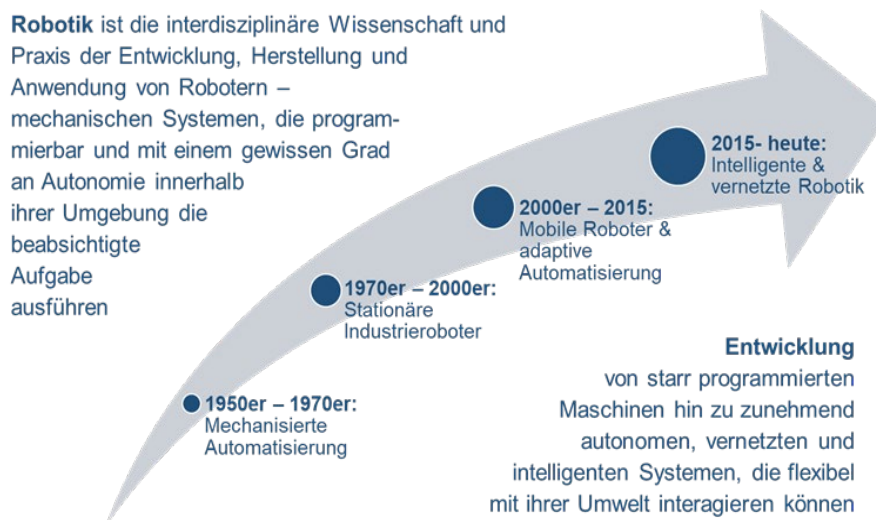 Robotik ist die interdisziplinäre Wissenschaft und
Praxis der Entwicklung, Herstellung und
Anwendung von Robotern –
mechanischen Systemen, die program-
mierbar und mit einem gewissen Grad
an Autonomie innerhalb
ihrer Umgebung die
beabsichtigte
Aufgabe
ausführen
1950er – 1970er:
Mechanisierte
Automatisierung
1970er – 2000er:
Stationäre
Industrieroboter
2000er – 2015:
Mobile Roboter &
adaptive
Automatisierung
2015- heute:
Intelligente &
vernetzte Robotik
Entwicklung
von starr programmierten
Maschinen hin zu zunehmend
autonomen, vernetzten und
intelligenten Systemen, die flexibel
mit ihrer Umwelt interagieren können